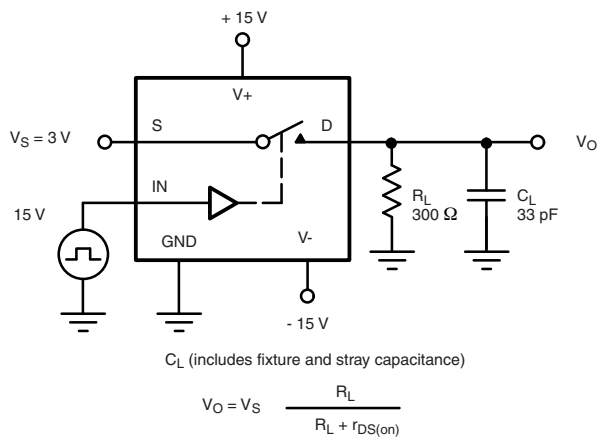 + 15 V
V+
V_S = 3 V
S
D
V_O
IN
15 V
R_L
300 Ω
C_L
33 pF
GND
V-
- 15 V
C_L (includes fixture and stray capacitance)
V_O = V_S
R_L
R_L + r_DS(on)